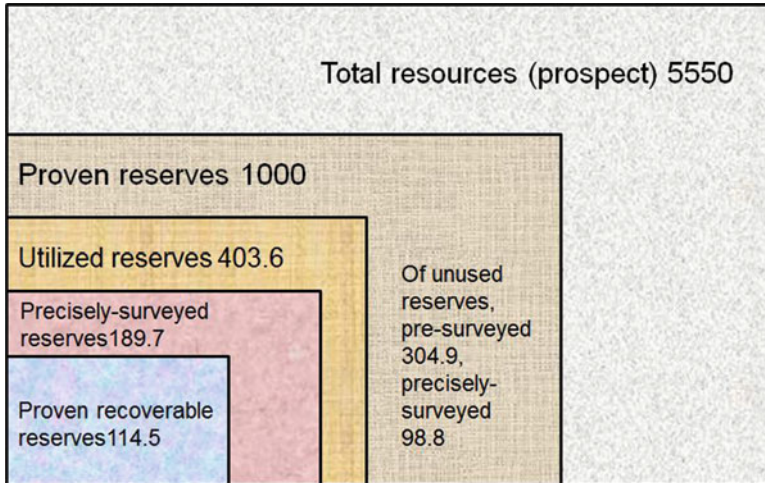 Total resources (prospect) 5550
Proven reserves 1000
Utilized reserves 403.6
Precisely-surveyed
reserves189.7
Proven recoverable
reserves114.5
Of unused
reserves,
pre-surveyed
304.9,
precisely-
surveyed
98.8